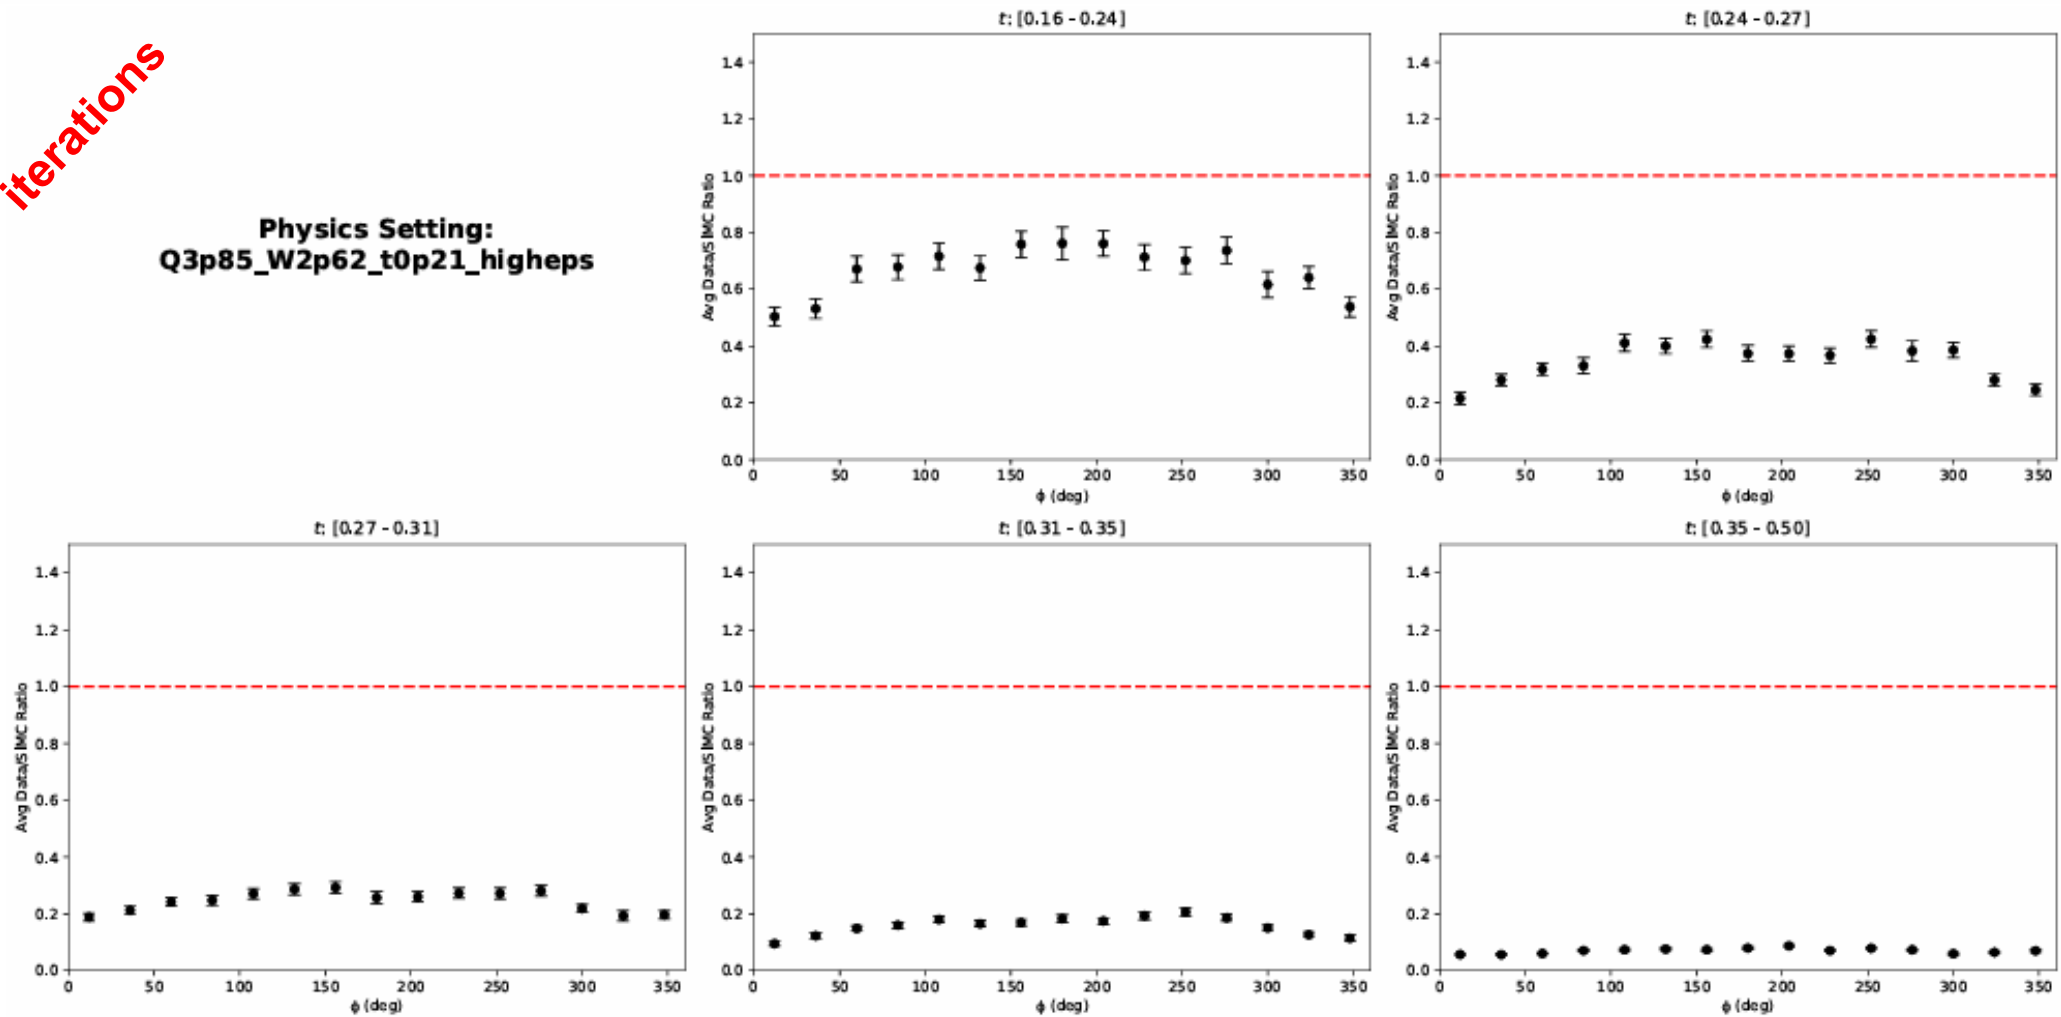 iterations
Physics Setting:
Q3p85_W2p62_t0p21_higheps
t: [0.16 - 0.24]
1.4
1.2
1.0
0.8
0.6
0.4
0.2
0.0
Avg Data/SIMC Ratio
0 50 100 150 200 250 300 350
ϕ (deg)
t: [0.24 - 0.27]
1.4
1.2
1.0
0.8
0.6
0.4
0.2
0.0
Avg Data/SIMC Ratio
0 50 100 150 200 250 300 350
ϕ (deg)
t: [0.27 - 0.31]
1.4
1.2
1.0
0.8
0.6
0.4
0.2
0.0
Avg Data/SIMC Ratio
0 50 100 150 200 250 300 350
ϕ (deg)
t: [0.31 - 0.35]
1.4
1.2
1.0
0.8
0.6
0.4
0.2
0.0
Avg Data/SIMC Ratio
0 50 100 150 200 250 300 350
ϕ (deg)
t: [0.35 - 0.50]
1.4
1.2
1.0
0.8
0.6
0.4
0.2
0.0
Avg Data/SIMC Ratio
0 50 100 150 200 250 300 350
ϕ (deg)